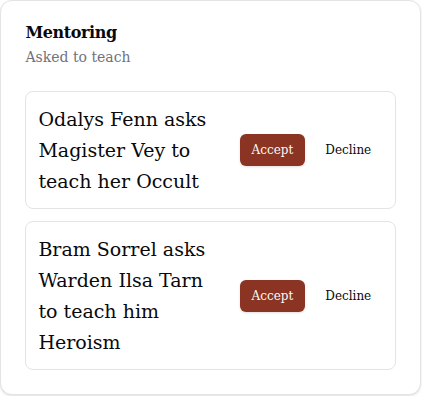 Mentoring
Asked to teach
Odalys Fenn asks
Magister Vey to
teach her Occult
Accept
Decline
Bram Sorrel asks
Warden Ilsa Tarn
to teach him
Heroism
Accept
Decline